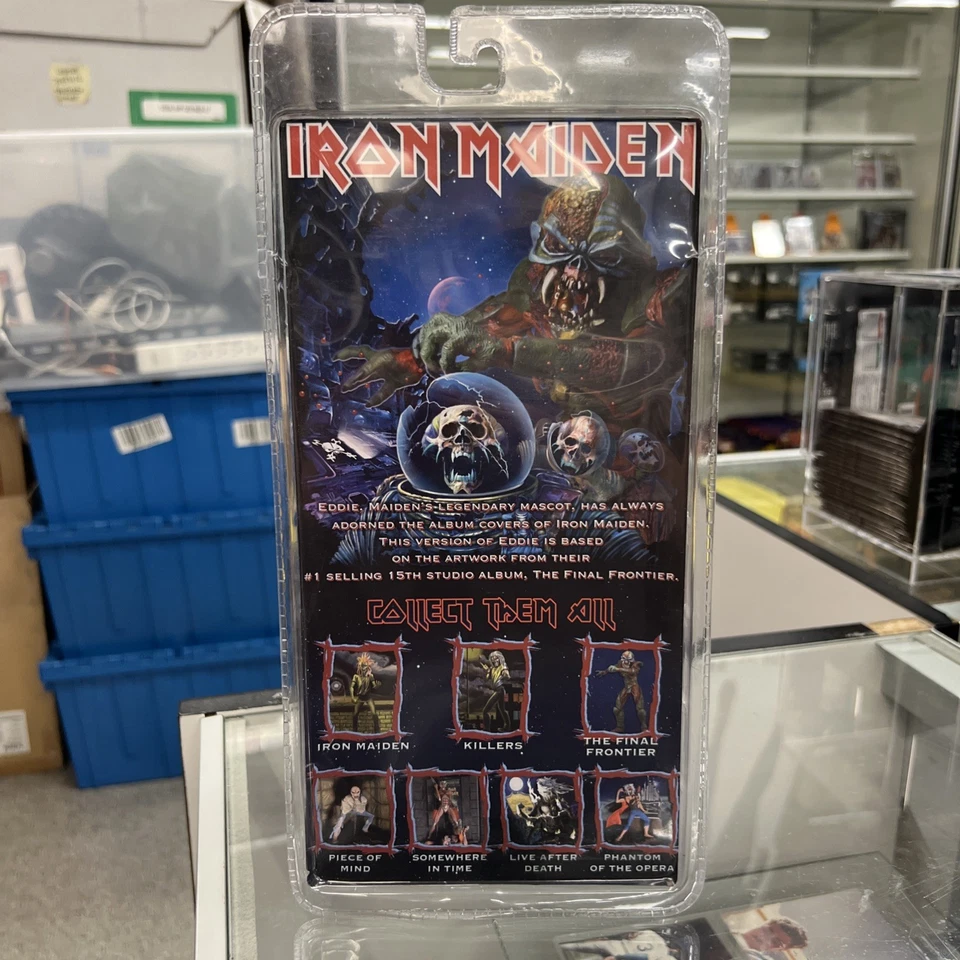 IRON MAIDEN
EDDIE, MAIDEN'S LEGENDARY MASCOT, HAS ALWAYS
ADORNED THE ALBUM COVERS OF IRON MAIDEN.
THIS VERSION OF EDDIE IS BASED
ON THE ARTWORK FROM THEIR
#1 SELLING 15TH STUDIO ALBUM, THE FINAL FRONTIER.
COLLECT THEM ALL
IRON MAIDEN
KILLERS
THE FINAL
FRONTIER
PIECE OF
MIND
SOMEWHERE
IN TIME
LIVE AFTER
DEATH
PHANTOM
OF THE OPERA